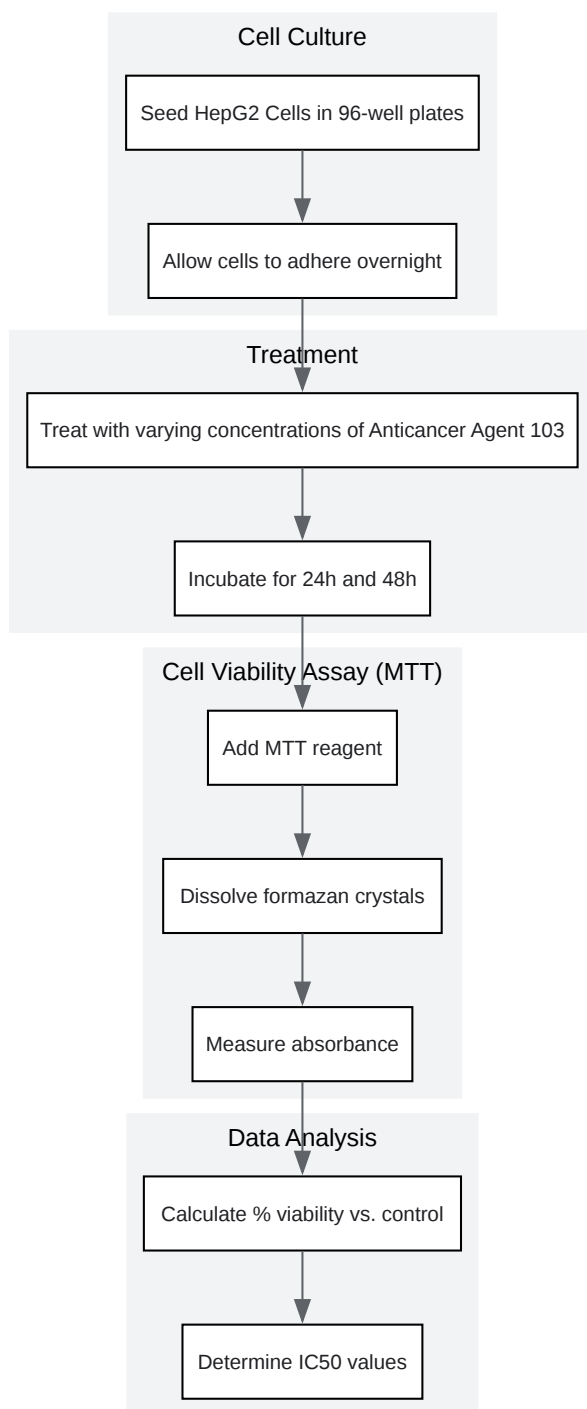 Cell Culture
Seed HepG2 Cells in 96-well plates
Allow cells to adhere overnight
Treatment
Treat with varying concentrations of Anticancer Agent 103
Incubate for 24h and 48h
Cell Viability Assay (MTT)
Add MTT reagent
Dissolve formazan crystals
Measure absorbance
Data Analysis
Calculate % viability vs. control
Determine IC50 values